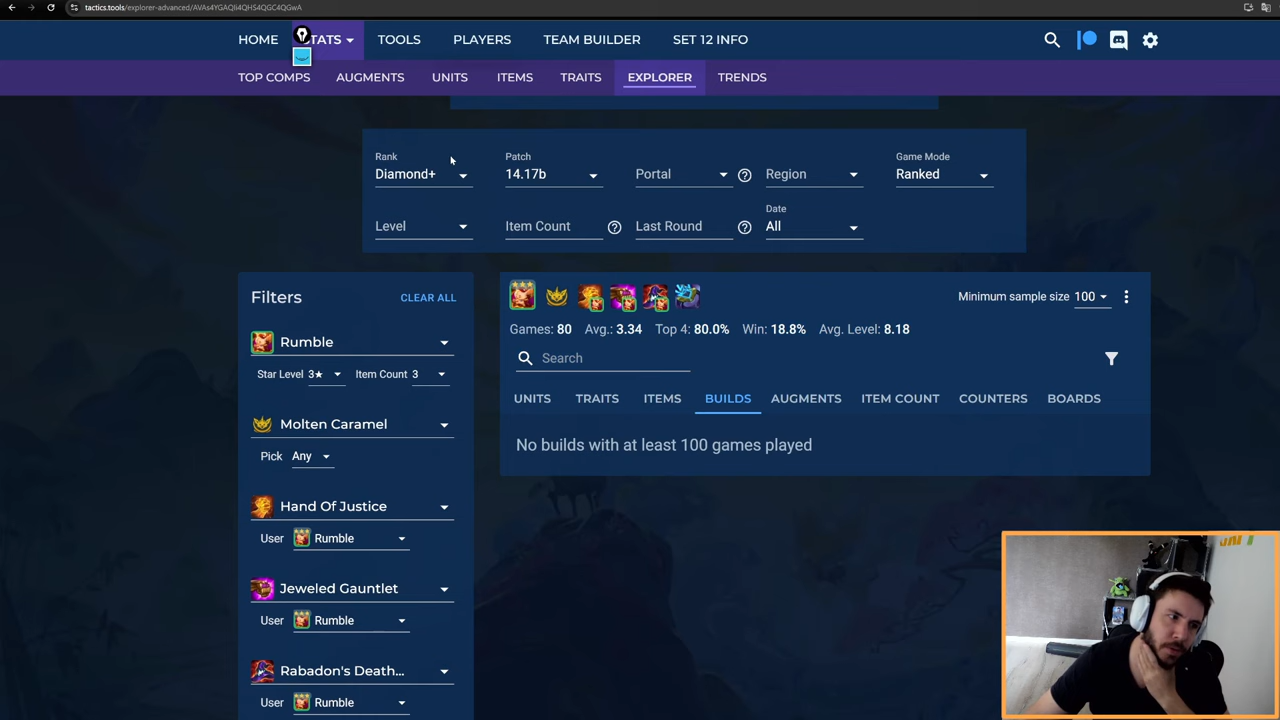 tactics.tools/explorer-advanced/AVAs4YGAQIi4QHS4QGC4QGwA
HOME
TATS
TOOLS
PLAYERS
TEAM BUILDER
SET 12 INFO
TOP COMPS
AUGMENTS
UNITS
ITEMS
TRAITS
EXPLORER
TRENDS
Rank
Patch
Game Mode
Diamond+
14.17b
Portal
Region
Ranked
Date
Level
Item Count
Last Round
All
Filters
CLEAR ALL
Minimum sample size 100
Games: 80 Avg.: 3.34 Top 4: 80.0% Win: 18.8% Avg. Level: 8.18
Rumble
Search
Star Level 3★ Item Count 3
UNITS
TRAITS
ITEMS
BUILDS
AUGMENTS
ITEM COUNT
COUNTERS
BOARDS
Molten Caramel
No builds with at least 100 games played
Pick Any
Hand Of Justice
User Rumble
Jeweled Gauntlet
User Rumble
Rabadon's Death...
User Rumble